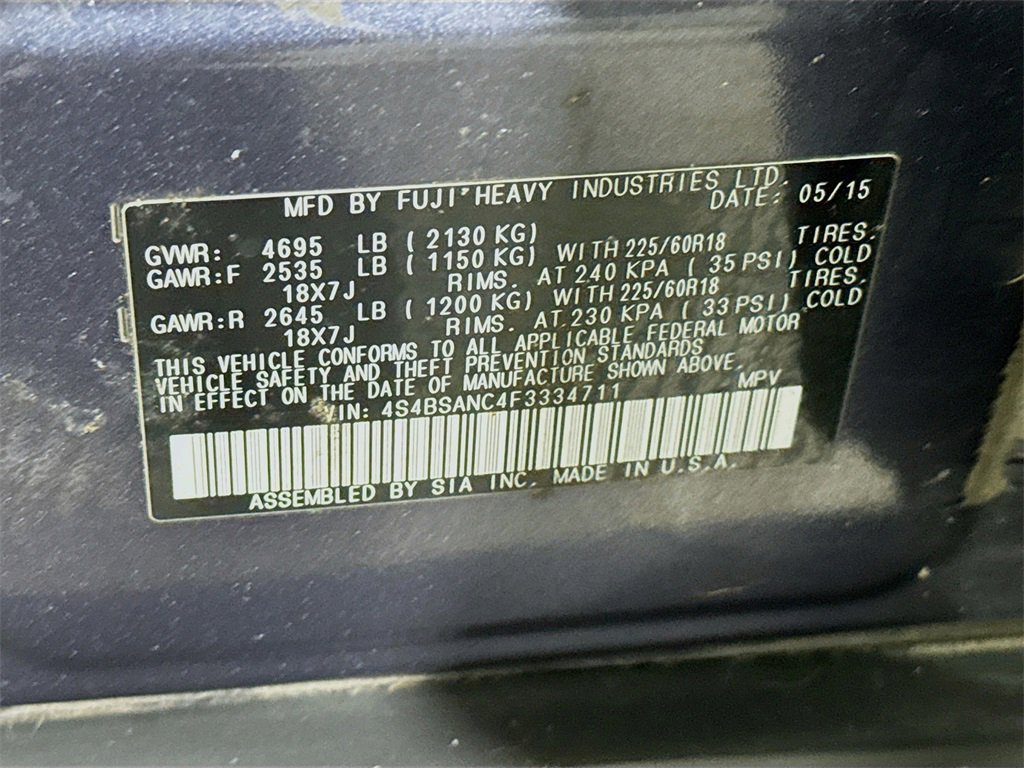 MFD BY FUJI HEAVY INDUSTRIES LTD.
DATE: 05/15
GVWR: 4695 LB ( 2130 KG)
GAWR:F 2535 LB ( 1150 KG) WITH 225/60R18 TIRES.
18X7J RIMS. AT 240 KPA ( 35 PSI) COLD
GAWR:R 2645 LB ( 1200 KG) WITH 225/60R18 TIRES.
18X7J RIMS. AT 230 KPA ( 33 PSI) COLD
THIS VEHICLE CONFORMS TO ALL APPLICABLE FEDERAL MOTOR
VEHICLE SAFETY AND THEFT PREVENTION STANDARDS
IN EFFECT ON THE DATE OF MANUFACTURE SHOWN ABOVE.
VIN: 4S4BSANC4F3334711 MPV
ASSEMBLED BY SIA INC. MADE IN U.S.A.